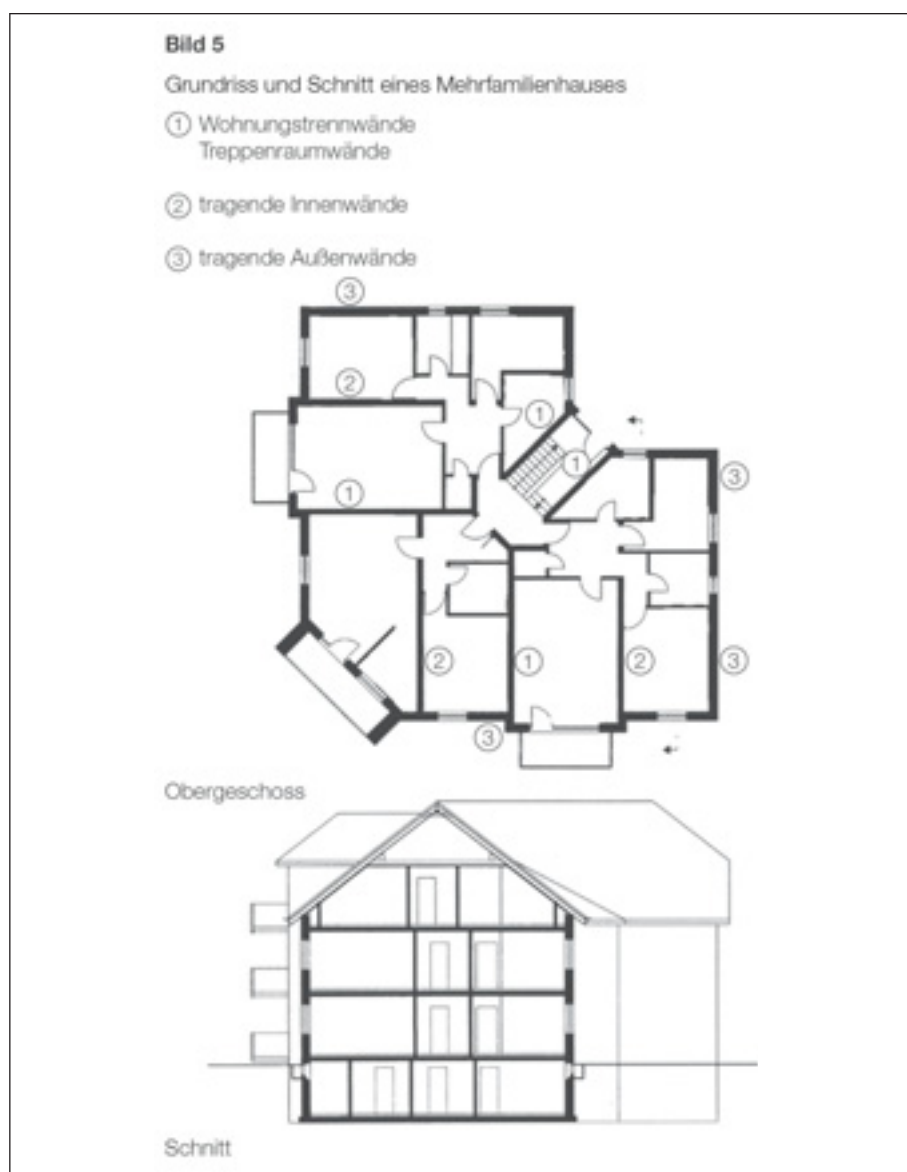 Bild 5
Grundriss und Schnitt eines Mehrfamilienhauses
① Wohnungstrennwände
Treppenraumwände
② tragende Innenwände
③ tragende Außenwände
③
②
①
①
③
①
②
①
②
③
③
Obergeschoss
Schnitt